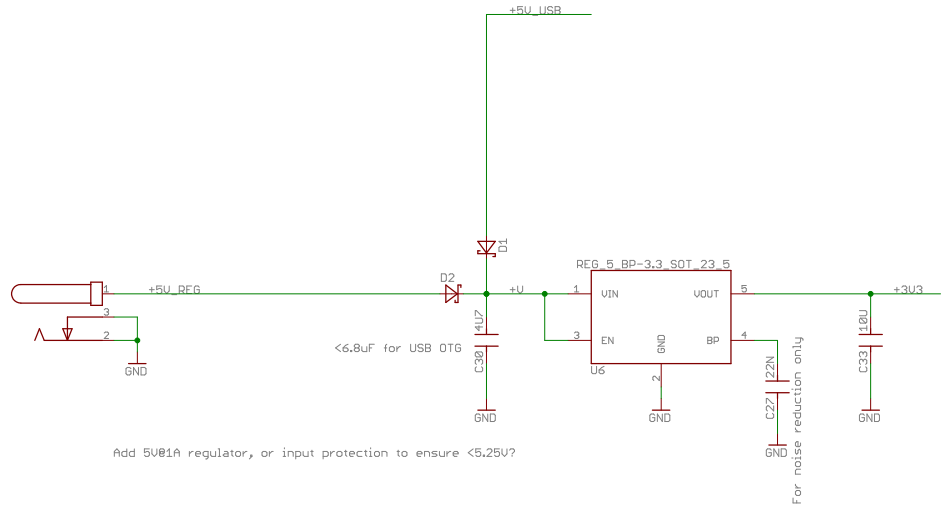 +5V_USB
D1
D2
REG_5_BP-3.3_SOT_23_5
1
+5V_REG
+V
1
VIN
VOUT
5
+3V3
3
2
GND
4U7
C30
<6.8uF for USB OTG
3
EN
GND
BP
4
U6
2
22N
C27
10U
C33
For noise reduction only
GND
GND
GND
GND
Add 5V@1A regulator, or input protection to ensure <5.25V?